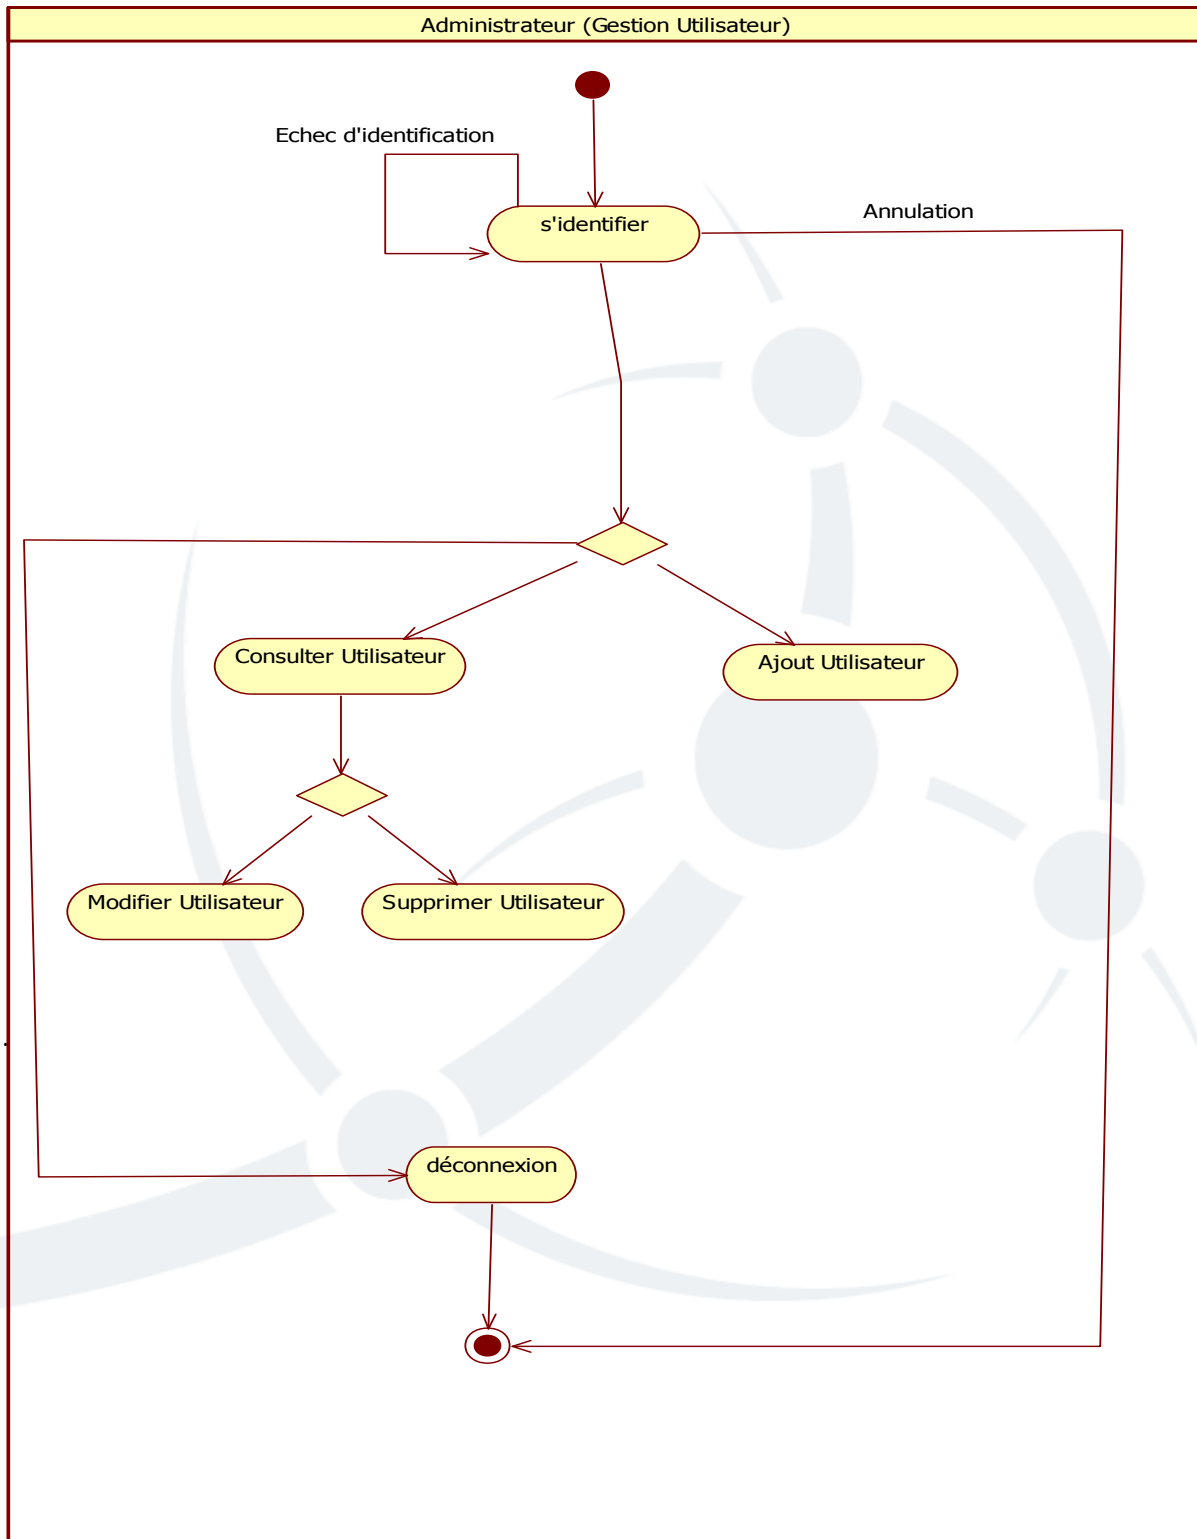 Administrateur (Gestion Utilisateur)
Echec d'identification
Annulation
s'identifier
Consulter Utilisateur
Ajout Utilisateur
Modifier Utilisateur
Supprimer Utilisateur
déconnexion